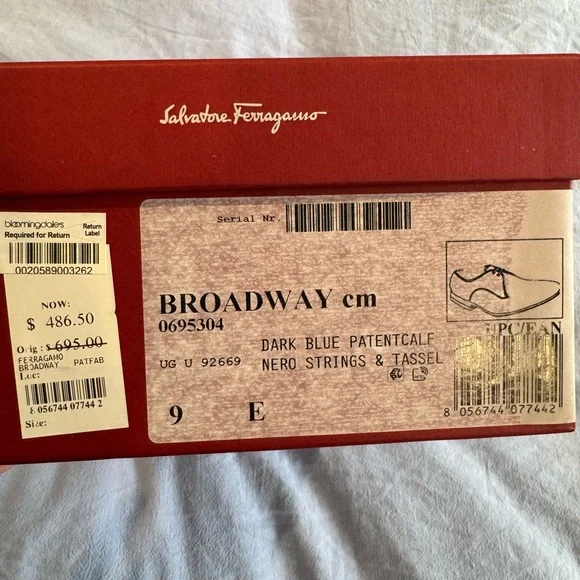 Salvatore Ferragamo
bloomingdale's Return
Required for Return Label
0020589003262
NOW:
$ 486.50
Orig : $ 695.00
FERRAGAMO
BROADWAY PATFAB
Loc:
8 056744 07744 2
Size:
Serial Nr.
BROADWAY cm
0695304
UG U 92669
DARK BLUE PATENTCALF
NERO STRINGS & TASSEL
9 E
UPC/EAN
8 056744 077442